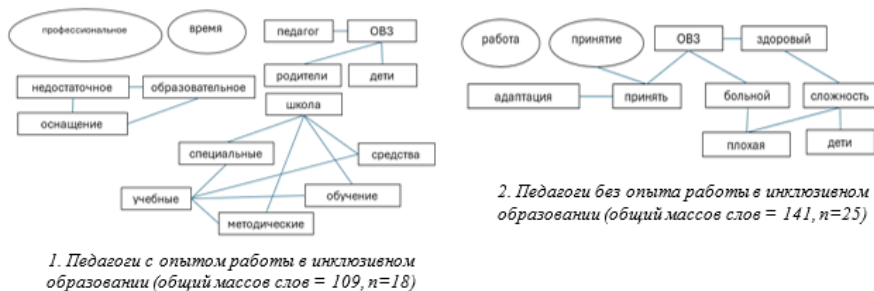 профессиональное
время
педагог
ОВЗ
родители
дети
недостаточное
образовательное
оснащение
школа
специальные
средства
учебные
обучение
методические
1. Педагоги с опытом работы в инклюзивном
образовании (общий массов слов = 109, n=18)
работа
принятие
ОВЗ
здоровый
адаптация
принять
больной
сложность
плохая
дети
2. Педагоги без опыта работы в инклюзивном
образовании (общий массов слов = 141, n=25)